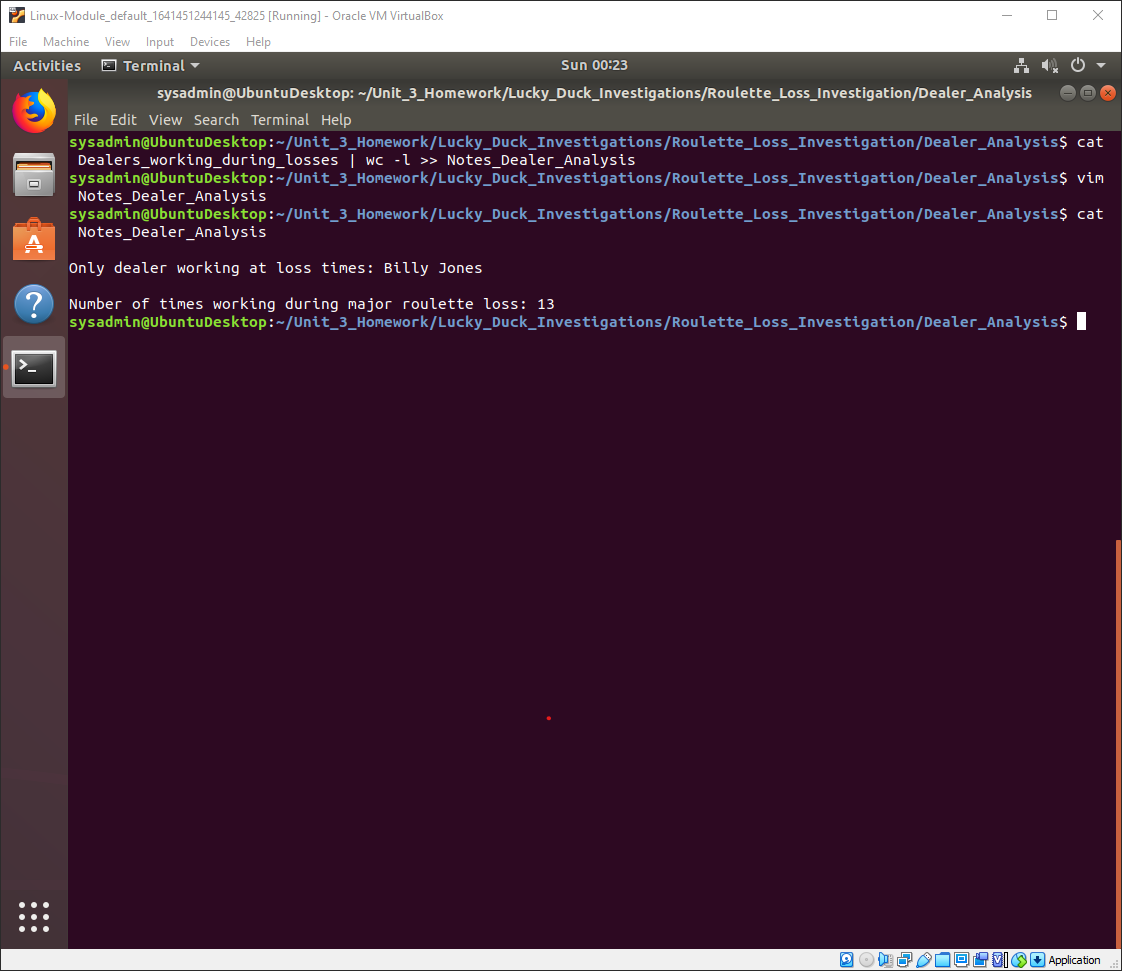 Linux-Module_default_1641451244145_42825 [Running] - Oracle VM VirtualBox
File Machine View Input Devices Help
Activities Terminal Sun 00:23
sysadmin@UbuntuDesktop: ~/Unit_3_Homework/Lucky_Duck_Investigations/Roulette_Loss_Investigation/Dealer_Analysis
File Edit View Search Terminal Help
sysadmin@UbuntuDesktop:~/Unit_3_Homework/Lucky_Duck_Investigations/Roulette_Loss_Investigation/Dealer_Analysis$ cat
Dealers_working_during_losses | wc -l >> Notes_Dealer_Analysis
sysadmin@UbuntuDesktop:~/Unit_3_Homework/Lucky_Duck_Investigations/Roulette_Loss_Investigation/Dealer_Analysis$ vim
Notes_Dealer_Analysis
sysadmin@UbuntuDesktop:~/Unit_3_Homework/Lucky_Duck_Investigations/Roulette_Loss_Investigation/Dealer_Analysis$ cat
Notes_Dealer_Analysis
Only dealer working at loss times: Billy Jones
Number of times working during major roulette loss: 13
sysadmin@UbuntuDesktop:~/Unit_3_Homework/Lucky_Duck_Investigations/Roulette_Loss_Investigation/Dealer_Analysis$
Application